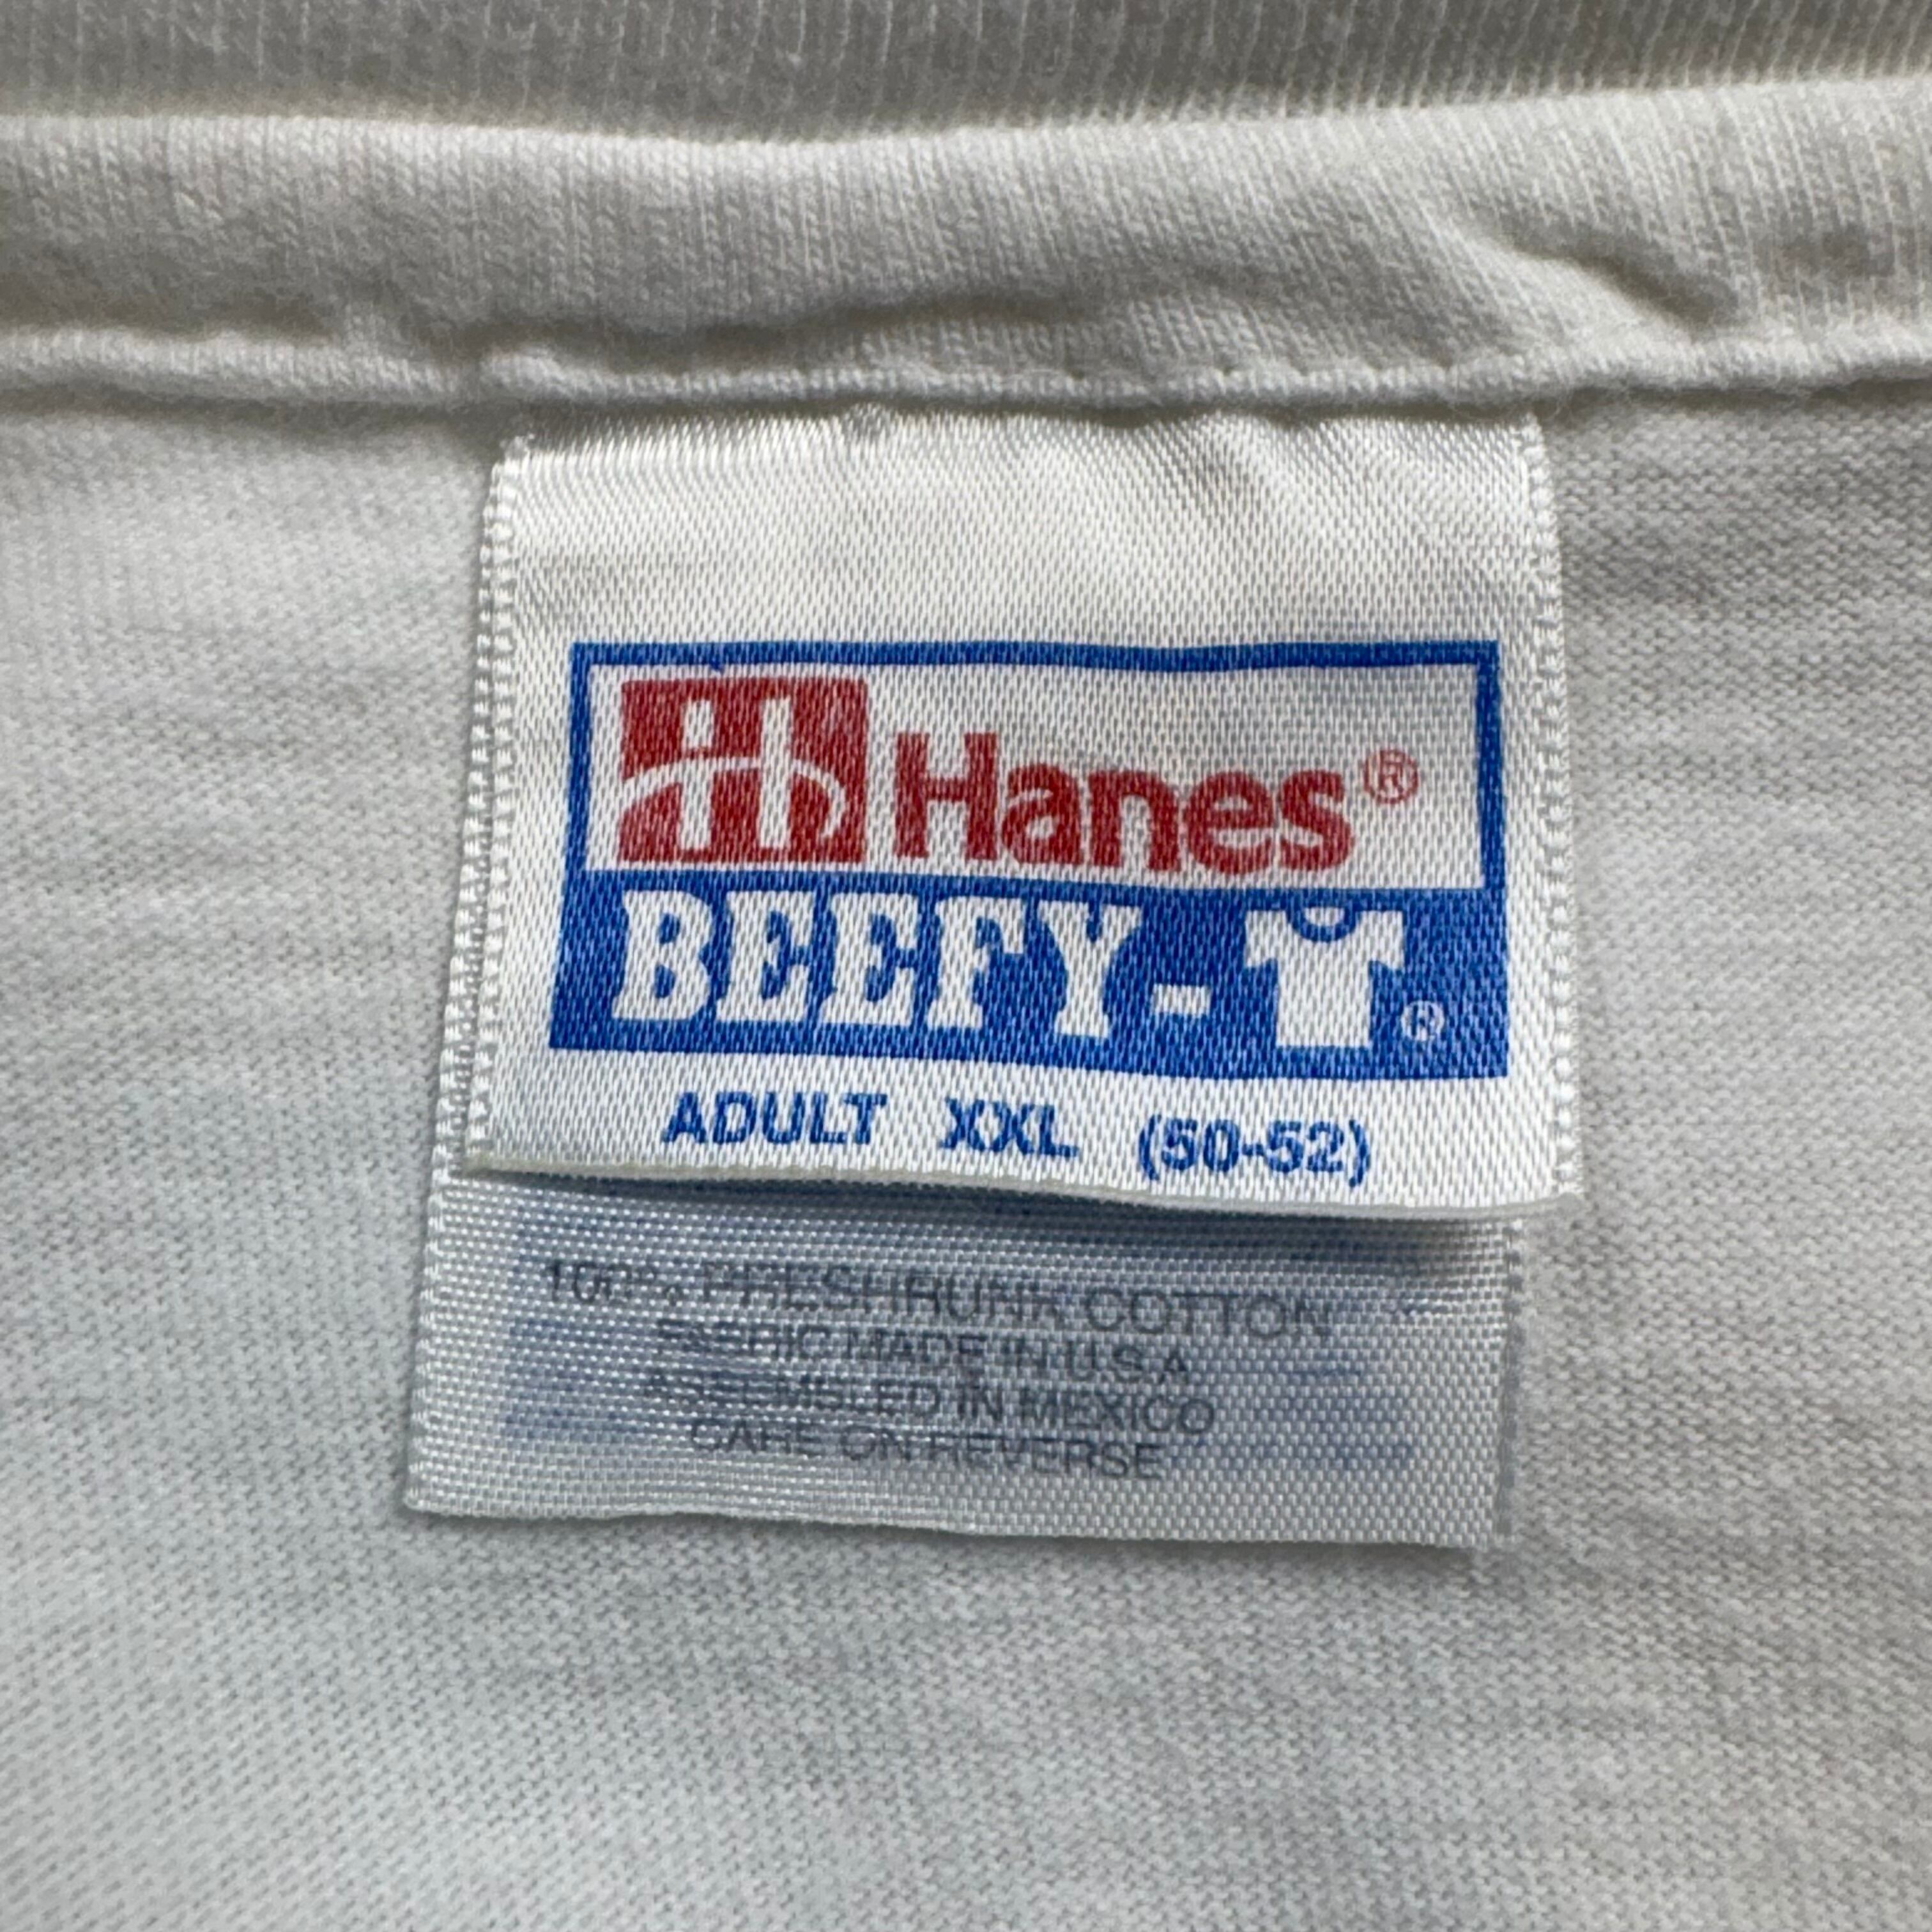 Hanes®
BEEFY-T®
ADULT XXL (50-52)
100% PRESHRUNK COTTON
FABRIC MADE IN U.S.A
ASSEMBLED IN MEXICO
CARE ON REVERSE